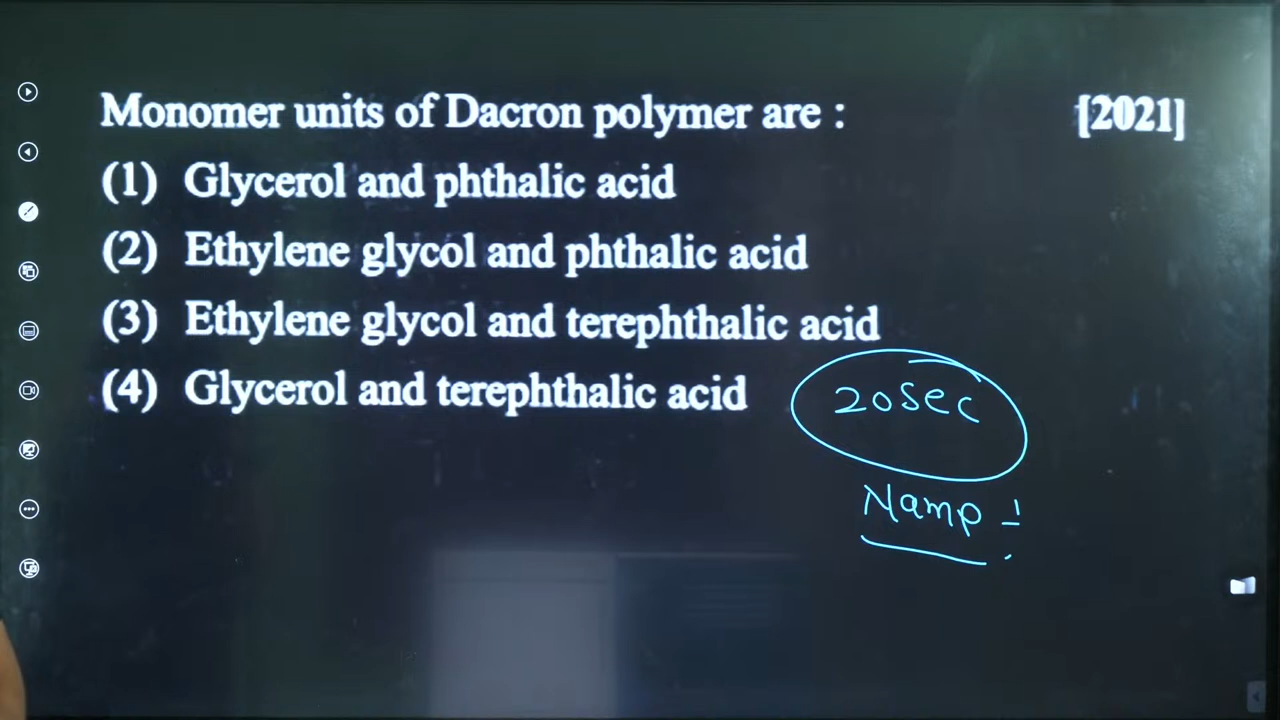 Monomer units of Dacron polymer are : [2021]
(1) Glycerol and phthalic acid
(2) Ethylene glycol and phthalic acid
(3) Ethylene glycol and terephthalic acid
(4) Glycerol and terephthalic acid
20sec
Namp :-